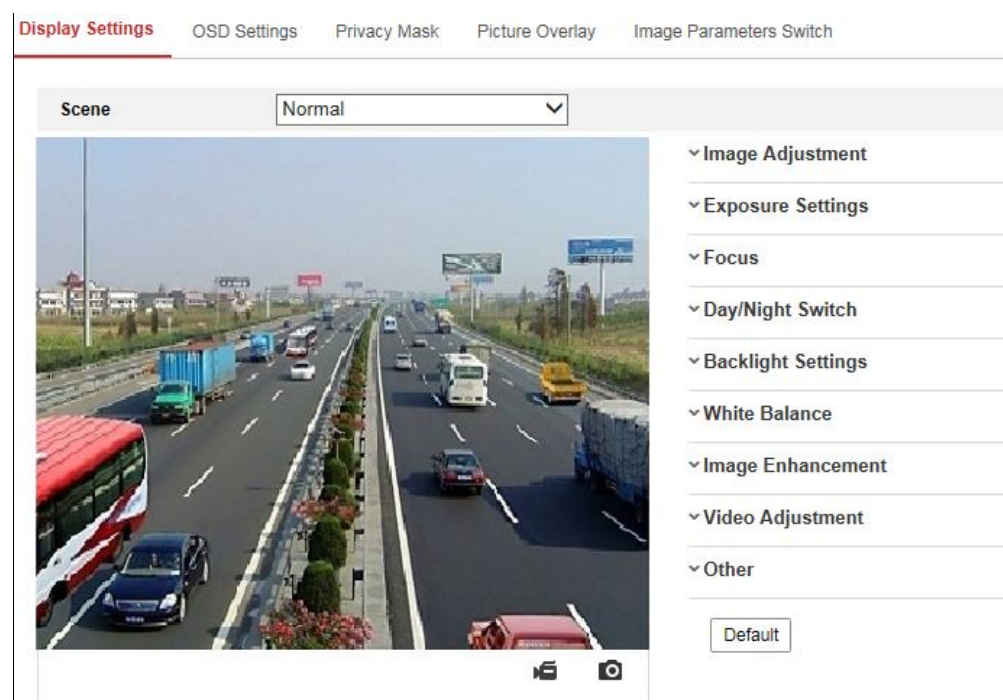 Display Settings OSD Settings Privacy Mask Picture Overlay Image Parameters Switch
Scene Normal
Image Adjustment
Exposure Settings
Focus
Day/Night Switch
Backlight Settings
White Balance
Image Enhancement
Video Adjustment
Other
Default